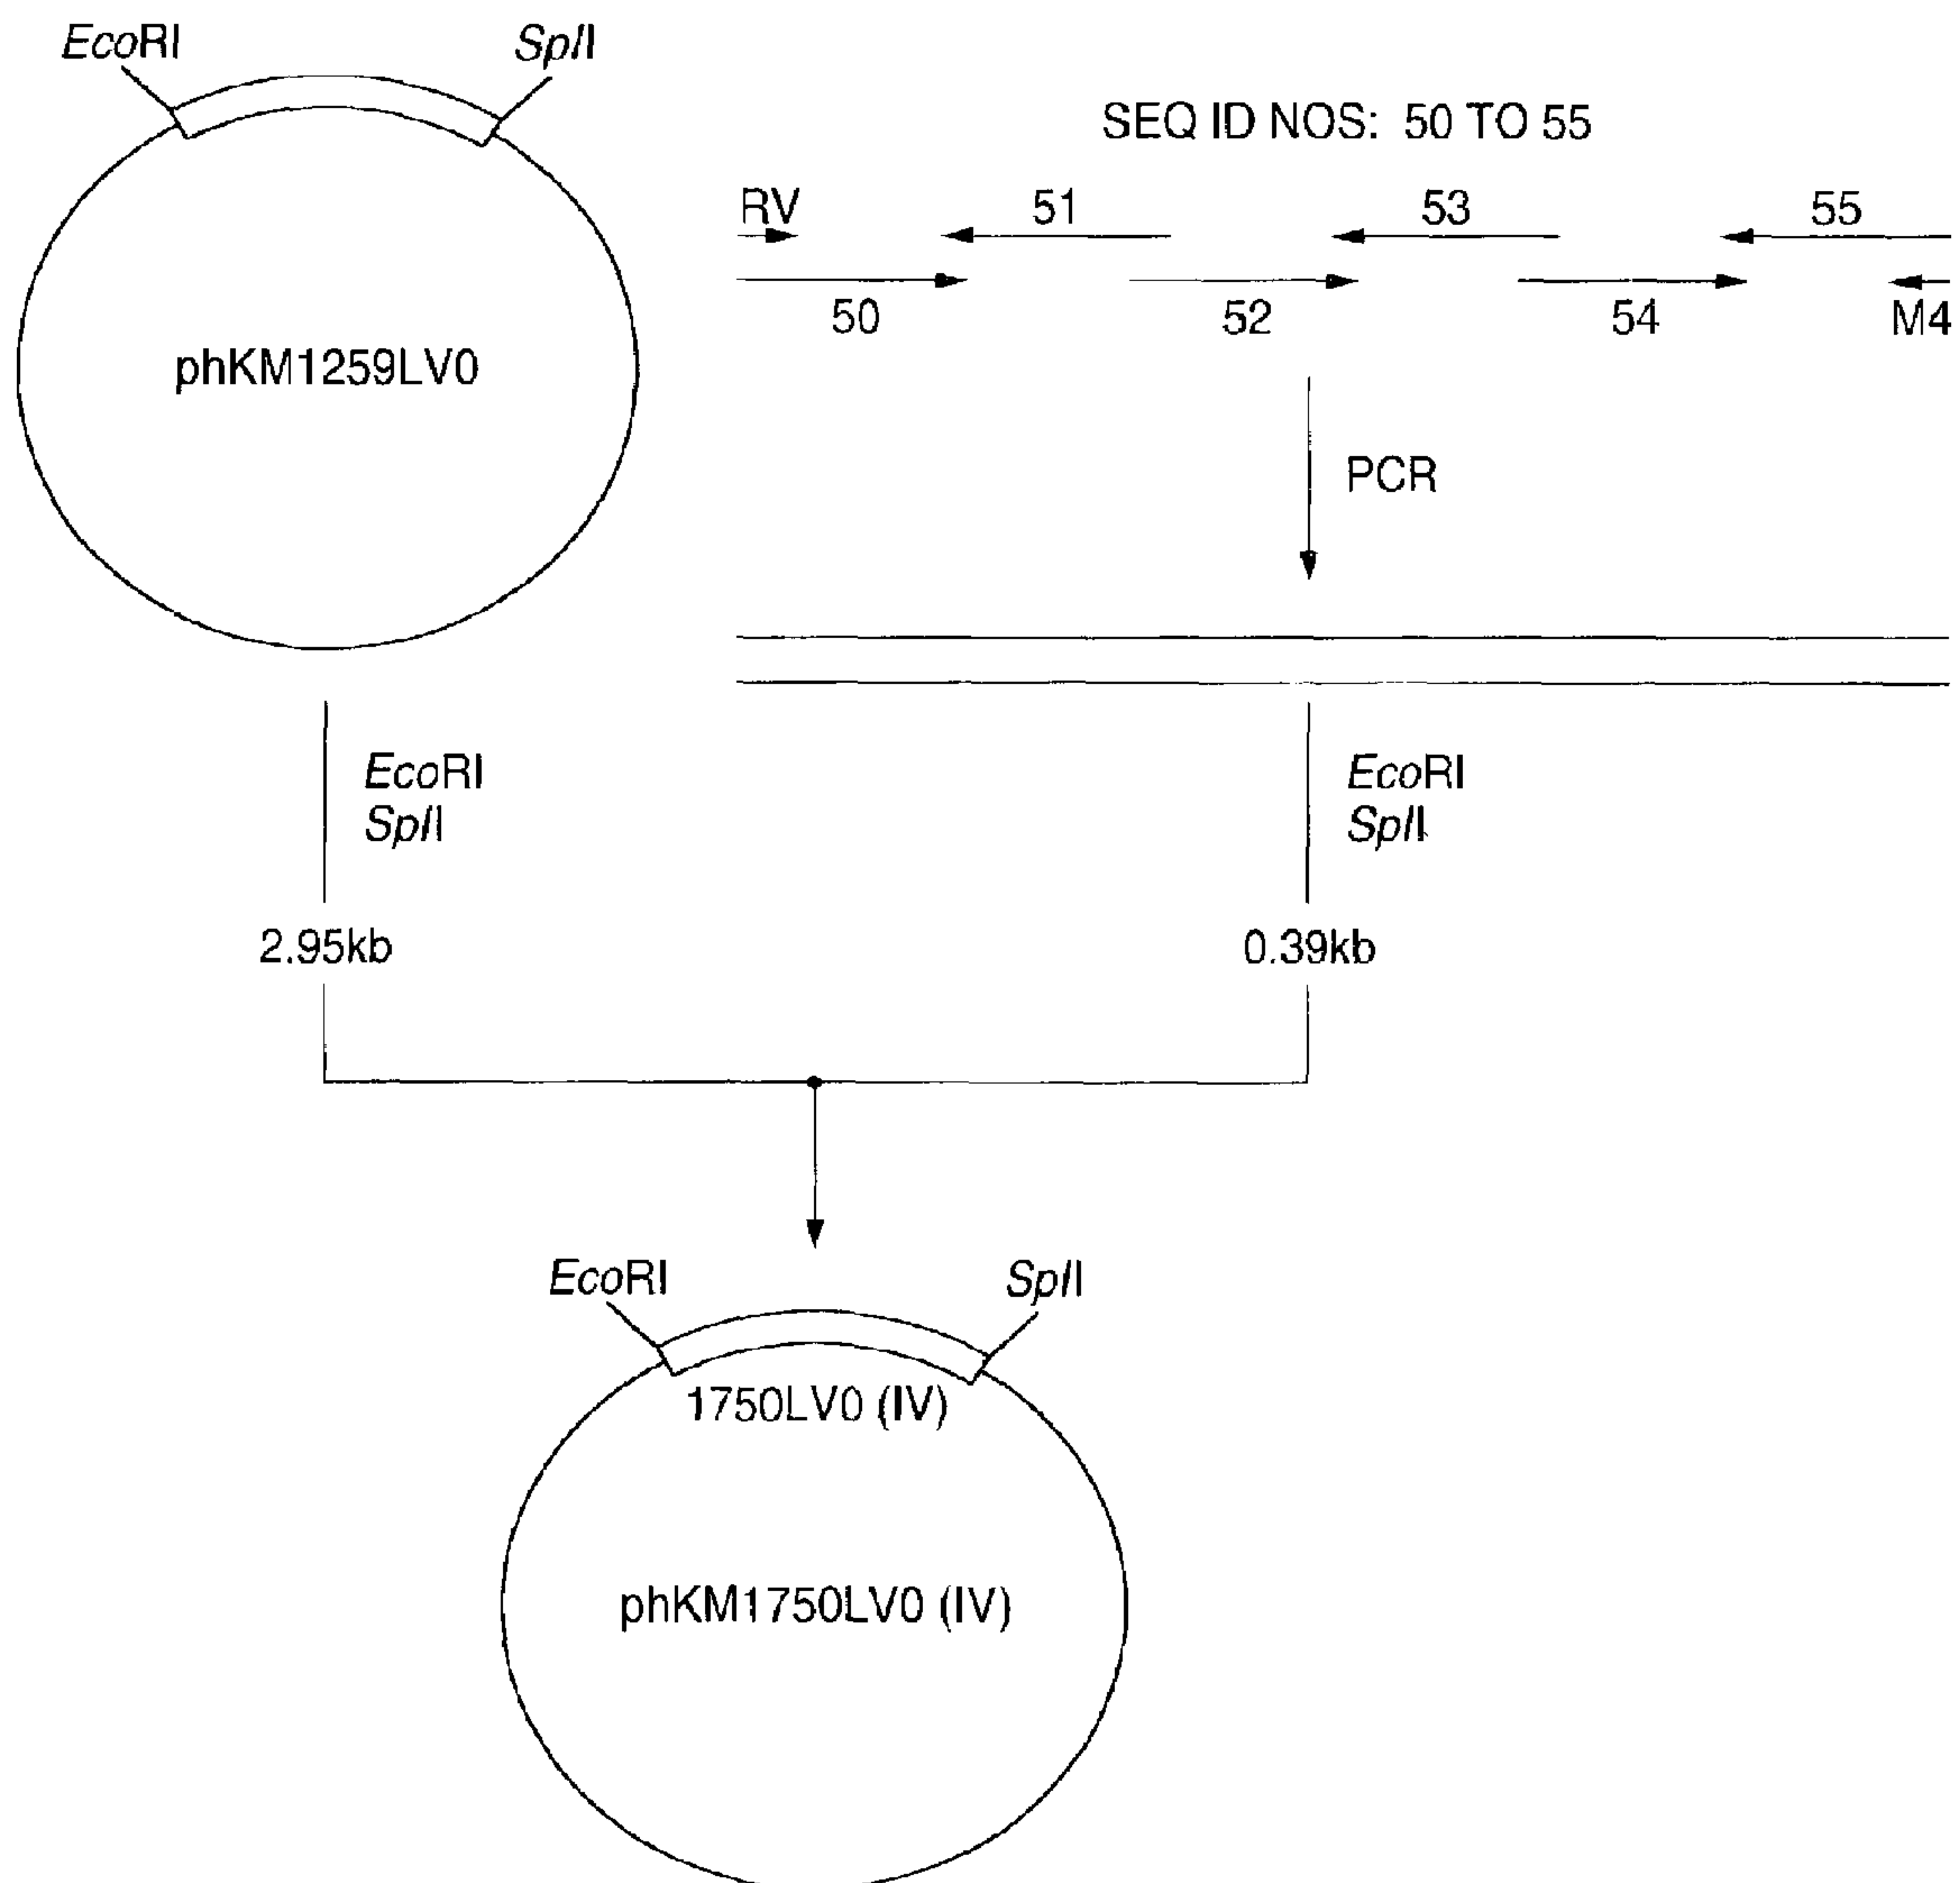 EcoRI
SplI
SEQ ID NOS: 50 TO 55
RV
51
53
55
50
52
54
M4
phKM1259LV0
PCR
EcoRI
SplI
EcoRI
SplI
2.95kb
0.39kb
EcoRI
SplI
1750LV0 (IV)
phKM1750LV0 (IV)